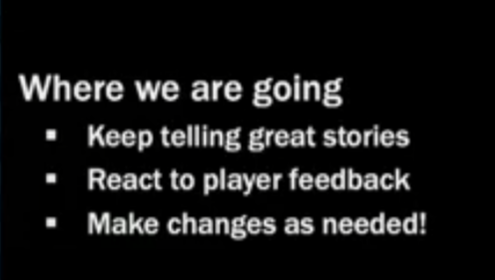 Where we are going
▪ Keep telling great stories
▪ React to player feedback
▪ Make changes as needed!